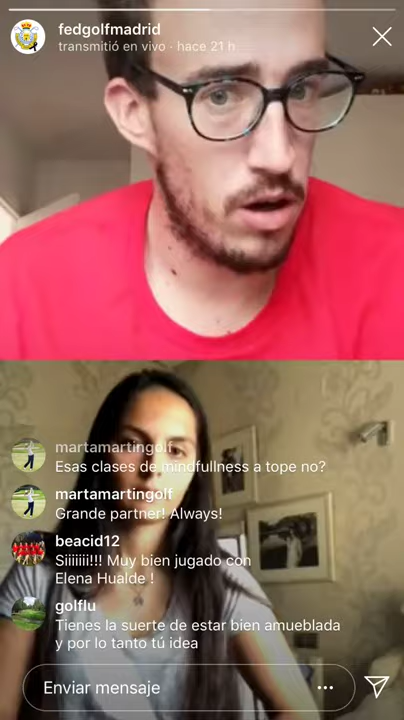 fedgolfmadrid
transmitió en vivo · hace 21 h
martamartingolf
Esas clases de mindfullness a tope no?
martamartingolf
Grande partner! Always!
beacid12
Siiiiiii!!! Muy bien jugado con
Elena Hualde !
golflu
Tienes la suerte de estar bien amueblada
y por lo tanto tú idea
Enviar mensaje